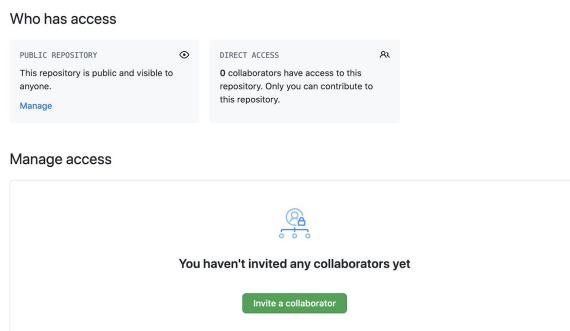 Who has access
PUBLIC REPOSITORY
This repository is public and visible to
anyone.
Manage
DIRECT ACCESS
0 collaborators have access to this
repository. Only you can contribute to
this repository.
Manage access
You haven't invited any collaborators yet
Invite a collaborator